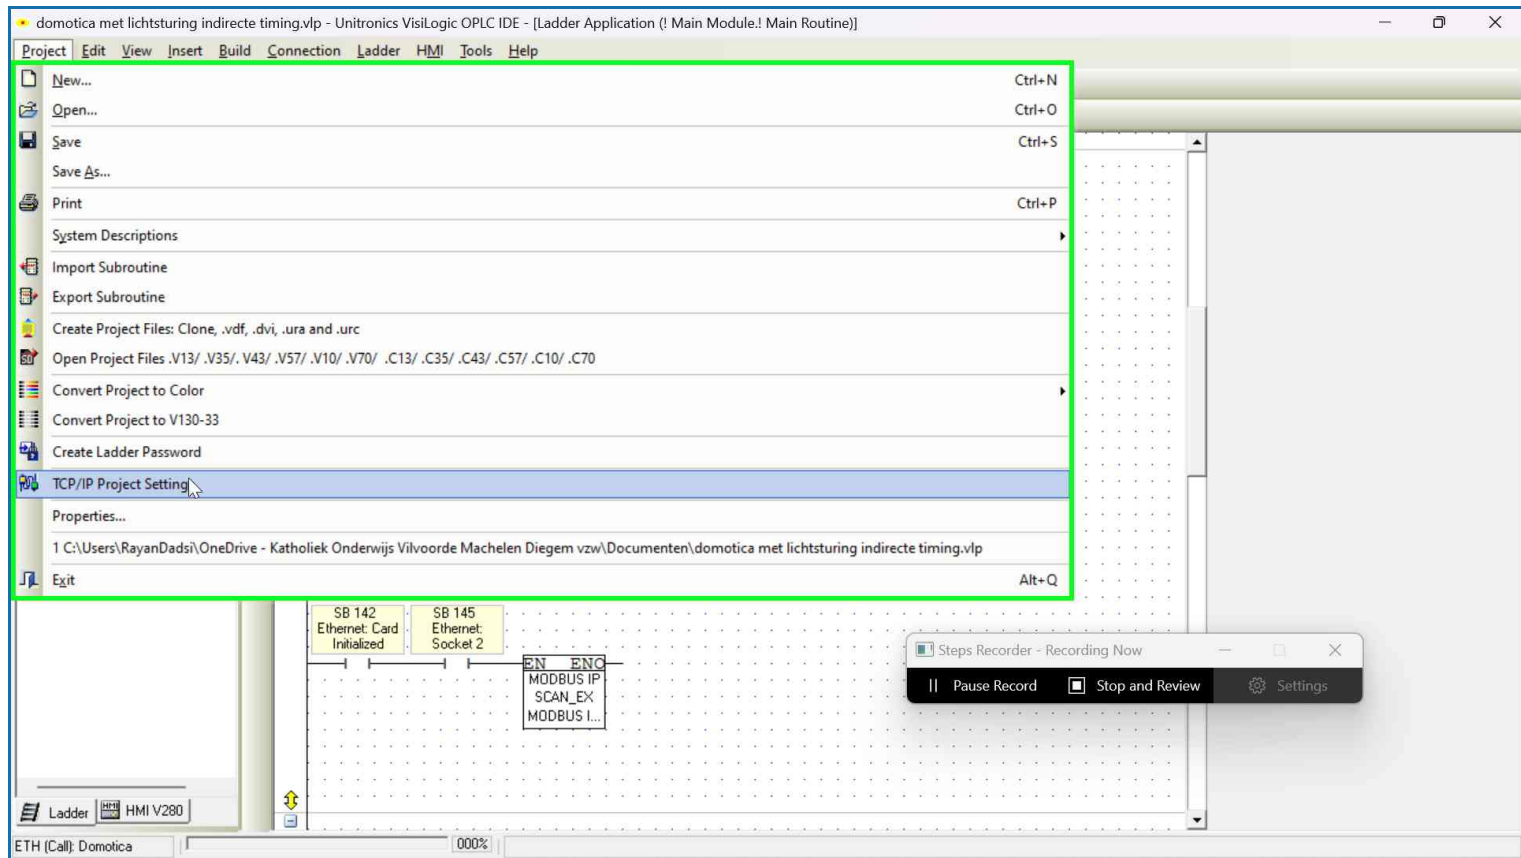 domotica met lichtsturing indirecte timing.vlp - Unitronics VisiLogic OPLC IDE - [Ladder Application (! Main Module.! Main Routine)]
Project Edit View Insert Build Connection Ladder HMI Tools Help
New... Ctrl+N
Open... Ctrl+O
Save Ctrl+S
Save As...
Print Ctrl+P
System Descriptions
Import Subroutine
Export Subroutine
Create Project Files: Clone, .vdf, .dvi, .ura and .urc
Open Project Files .V13/ .V35/. V43/ .V57/ .V10/ .V70/ .C13/ .C35/ .C43/ .C57/ .C10/ .C70
Convert Project to Color
Convert Project to V130-33
Create Ladder Password
TCP/IP Project Setting
Properties...
1 C:\Users\RayanDadsi\OneDrive - Katholiek Onderwijs Vilvoorde Machelen Diegem vzw\Documenten\domotica met lichtsturing indirecte timing.vlp
Exit Alt+Q
SB 142
Ethernet: Card
Initialized
SB 145
Ethernet:
Socket 2
EN ENO
MODBUS IP
SCAN_EX
MODBUS I...
Steps Recorder - Recording Now
Pause Record Stop and Review Settings
Ladder HMI HMI V280
ETH (Call): Domotica 000%